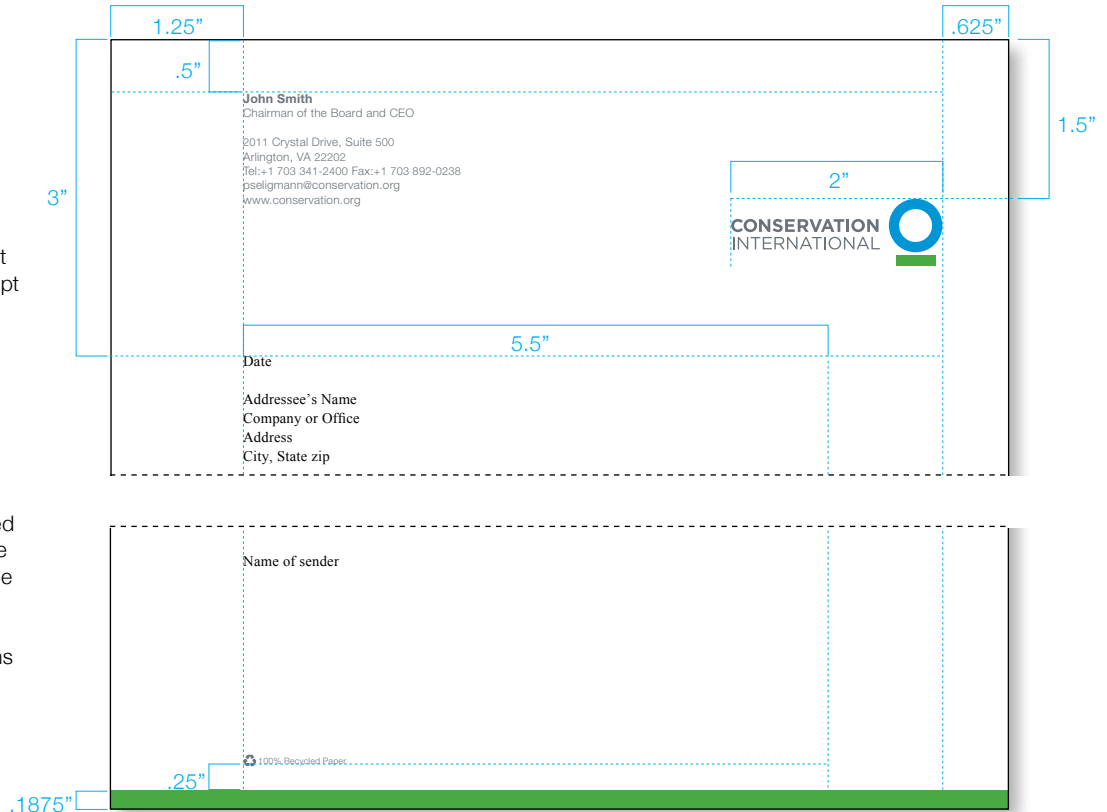 1.25”
.625”
.5”
John Smith
Chairman of the Board and CEO
2011 Crystal Drive, Suite 500
Arlington, VA 22202
Tel:+1 703 341-2400 Fax:+1 703 892-0238
pseligmann@conservation.org
www.conservation.org
1.5”
3”
2”
CONSERVATION
INTERNATIONAL
t
pt
5.5”
Date
Addressee’s Name
Company or Office
Address
City, State zip
ed
e
e
Name of sender
ns
100% Recycled Paper
.25”
.1875”